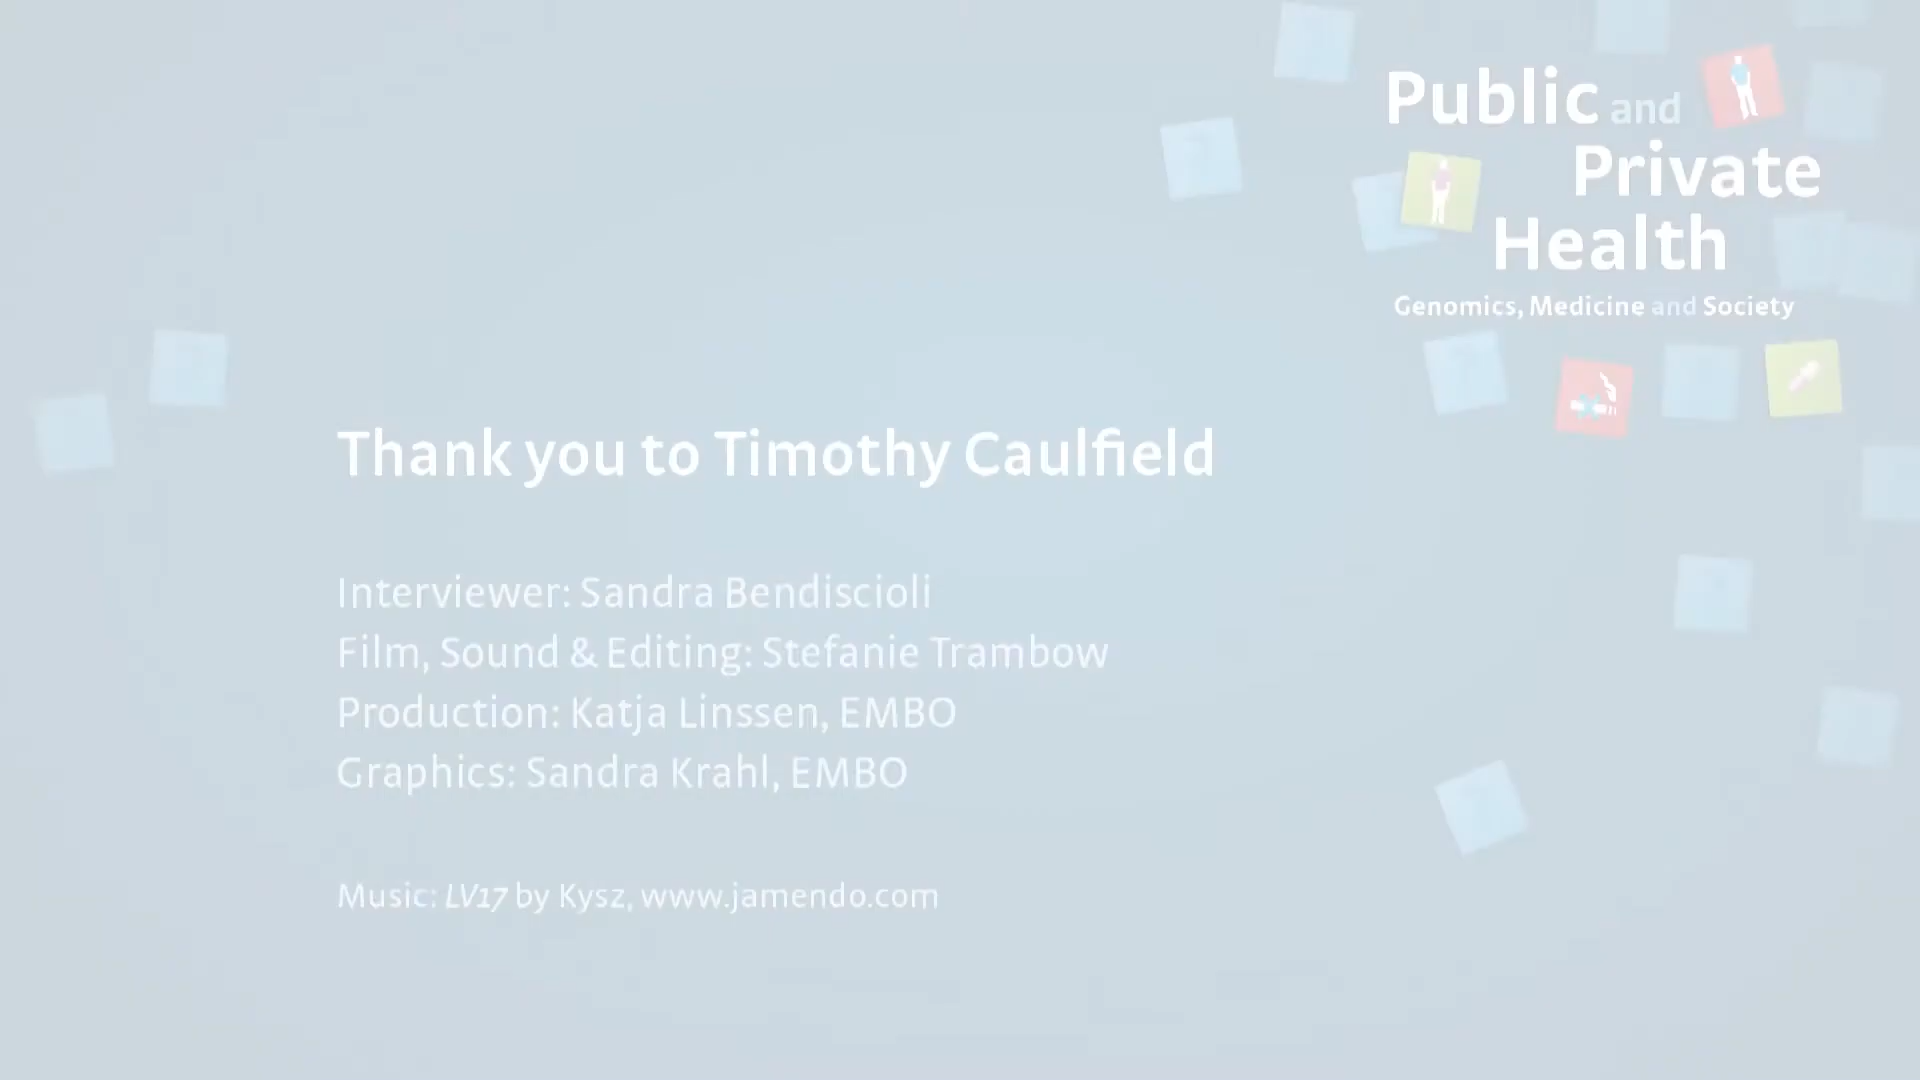 Public and
Private
Health
Genomics, Medicine and Society
Thank you to Timothy Caulfield
Interviewer: Sandra Bendiscioli
Film, Sound & Editing: Stefanie Trambow
Production: Katja Linssen, EMBO
Graphics: Sandra Krahl, EMBO
Music: LV17 by Kysz, www.jamendo.com